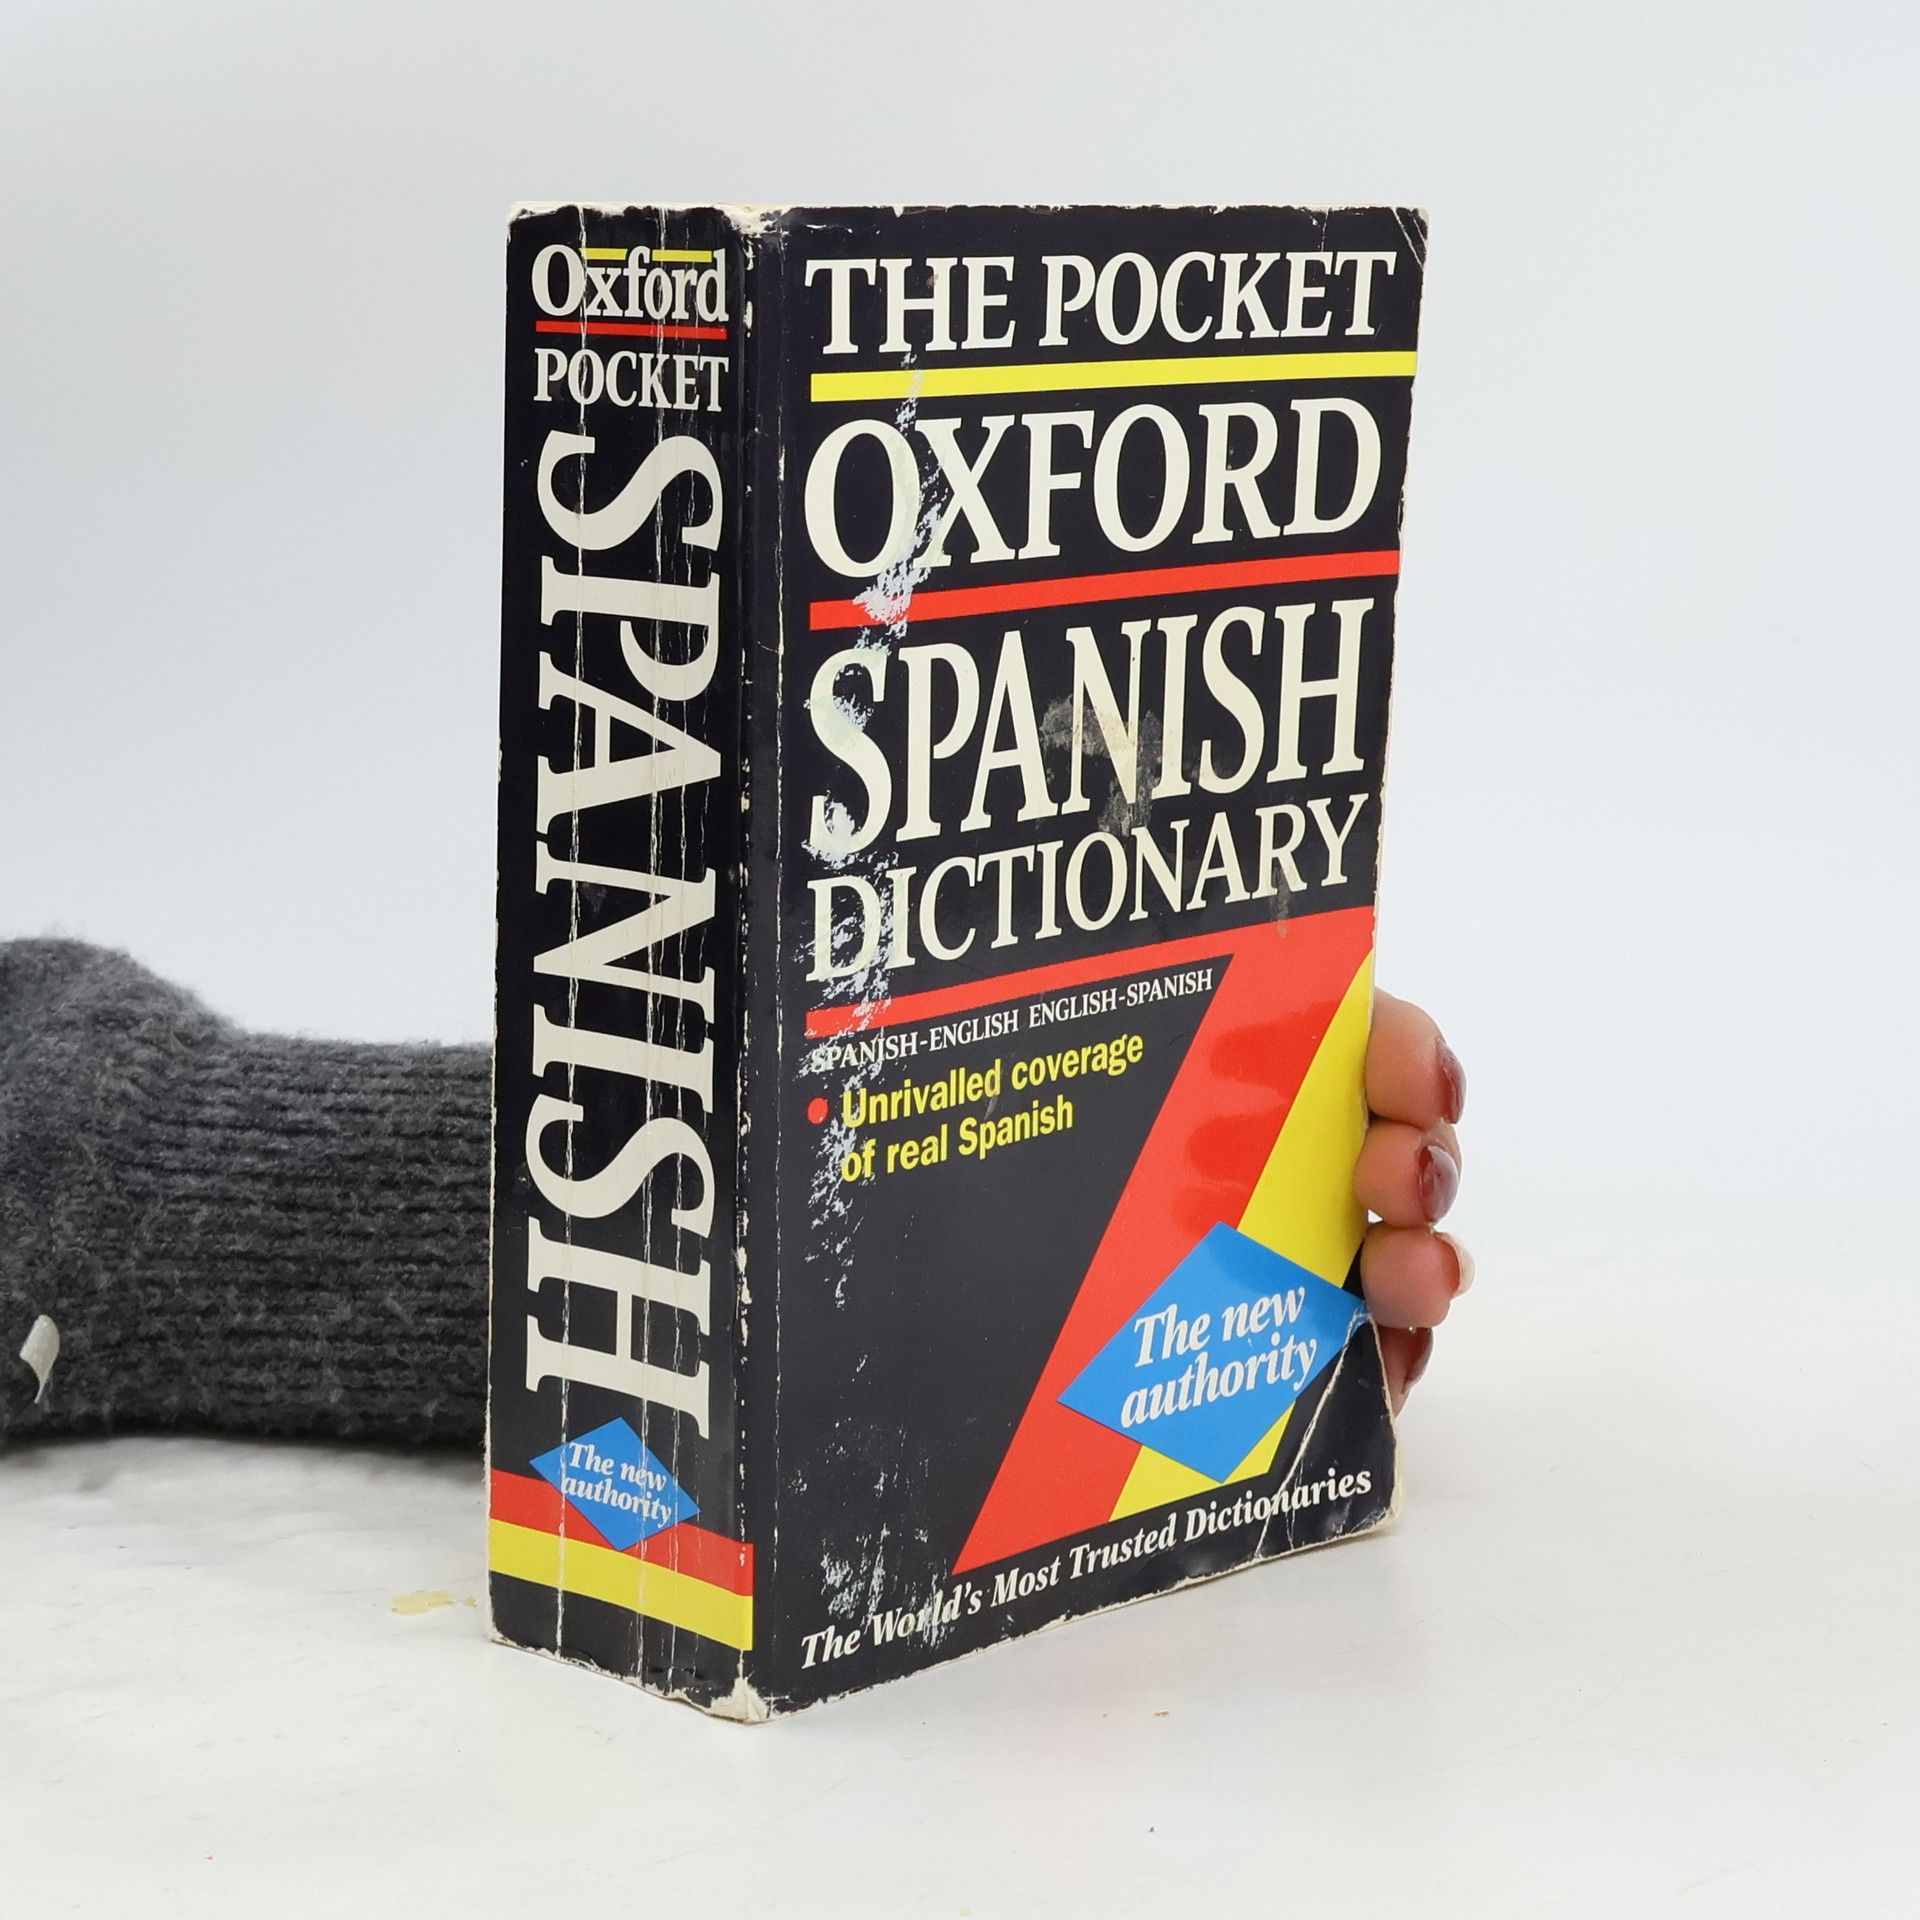 Oxford
POCKET
SPANISH
The new
authority
THE POCKET
OXFORD
SPANISH
DICTIONARY
SPANISH-ENGLISH ENGLISH-SPANISH
• Unrivalled coverage
of real Spanish
The new
authority
The World's Most Trusted Dictionaries